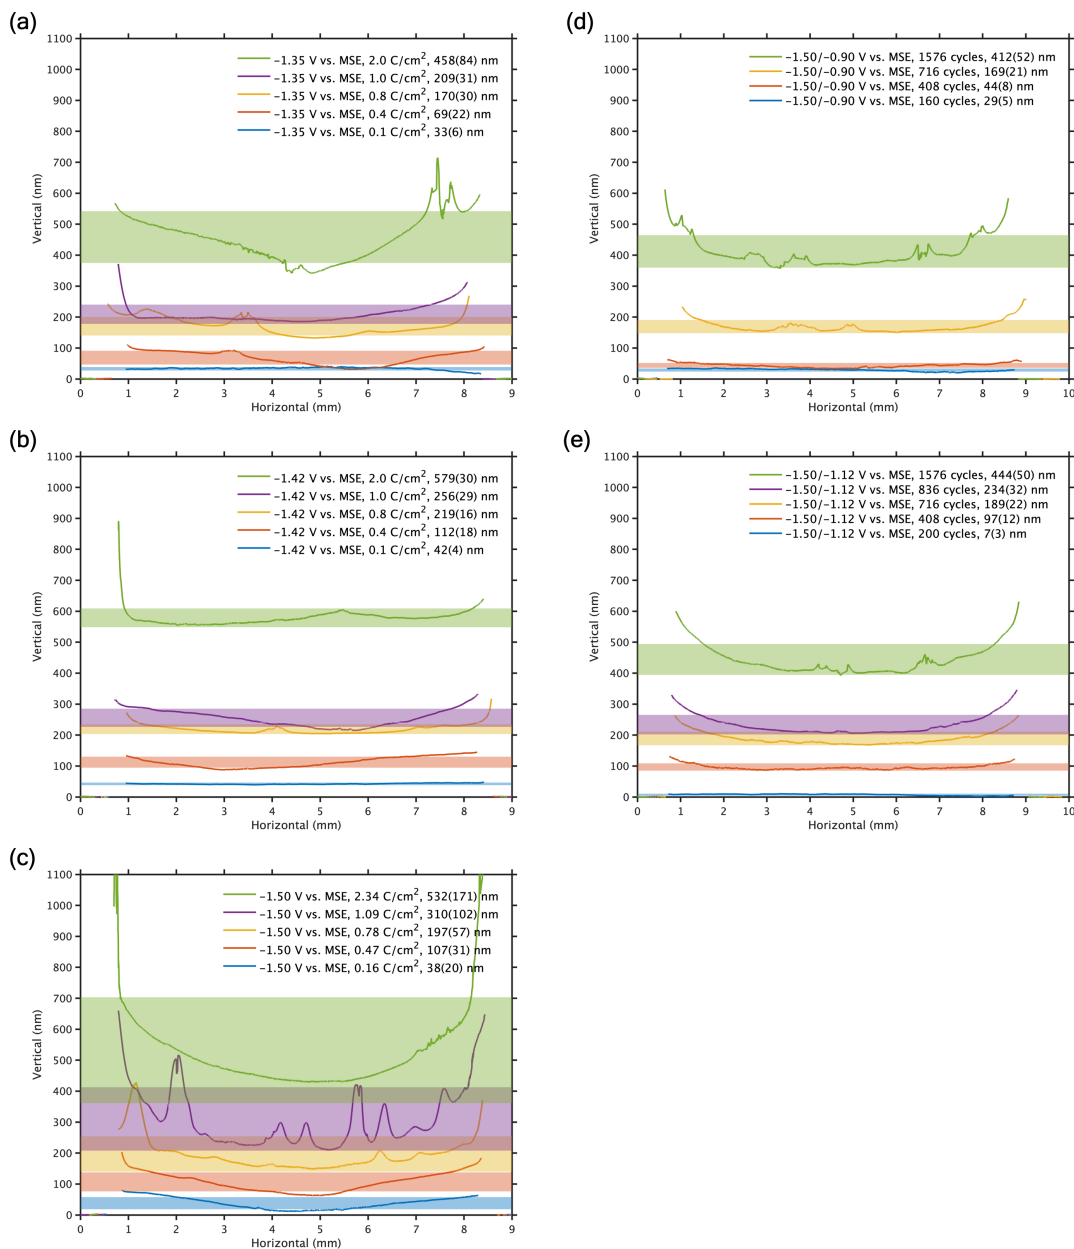 (a)
1100
1000
900
800
700
600
500
400
300
200
100
0
Vertical (nm)
−1.35 V vs. MSE, 2.0 C/cm2, 458(84) nm
−1.35 V vs. MSE, 1.0 C/cm2, 209(31) nm
−1.35 V vs. MSE, 0.8 C/cm2, 170(30) nm
−1.35 V vs. MSE, 0.4 C/cm2, 69(22) nm
−1.35 V vs. MSE, 0.1 C/cm2, 33(6) nm
0 1 2 3 4 5 6 7 8 9
Horizontal (mm)
(d)
1100
1000
900
800
700
600
500
400
300
200
100
0
Vertical (nm)
−1.50/−0.90 V vs. MSE, 1576 cycles, 412(52) nm
−1.50/−0.90 V vs. MSE, 716 cycles, 169(21) nm
−1.50/−0.90 V vs. MSE, 408 cycles, 44(8) nm
−1.50/−0.90 V vs. MSE, 160 cycles, 29(5) nm
0 1 2 3 4 5 6 7 8 9 10
Horizontal (mm)
(b)
1100
1000
900
800
700
600
500
400
300
200
100
0
Vertical (nm)
−1.42 V vs. MSE, 2.0 C/cm2, 579(30) nm
−1.42 V vs. MSE, 1.0 C/cm2, 256(29) nm
−1.42 V vs. MSE, 0.8 C/cm2, 219(16) nm
−1.42 V vs. MSE, 0.4 C/cm2, 112(18) nm
−1.42 V vs. MSE, 0.1 C/cm2, 42(4) nm
0 1 2 3 4 5 6 7 8 9
Horizontal (mm)
(e)
1100
1000
900
800
700
600
500
400
300
200
100
0
Vertical (nm)
−1.50/−1.12 V vs. MSE, 1576 cycles, 444(50) nm
−1.50/−1.12 V vs. MSE, 836 cycles, 234(32) nm
−1.50/−1.12 V vs. MSE, 716 cycles, 189(22) nm
−1.50/−1.12 V vs. MSE, 408 cycles, 97(12) nm
−1.50/−1.12 V vs. MSE, 200 cycles, 7(3) nm
0 1 2 3 4 5 6 7 8 9 10
Horizontal (mm)
(c)
1100
1000
900
800
700
600
500
400
300
200
100
0
Vertical (nm)
−1.50 V vs. MSE, 2.34 C/cm2, 532(171) nm
−1.50 V vs. MSE, 1.09 C/cm2, 310(102) nm
−1.50 V vs. MSE, 0.78 C/cm2, 197(57) nm
−1.50 V vs. MSE, 0.47 C/cm2, 107(31) nm
−1.50 V vs. MSE, 0.16 C/cm2, 38(20) nm
0 1 2 3 4 5 6 7 8 9
Horizontal (mm)